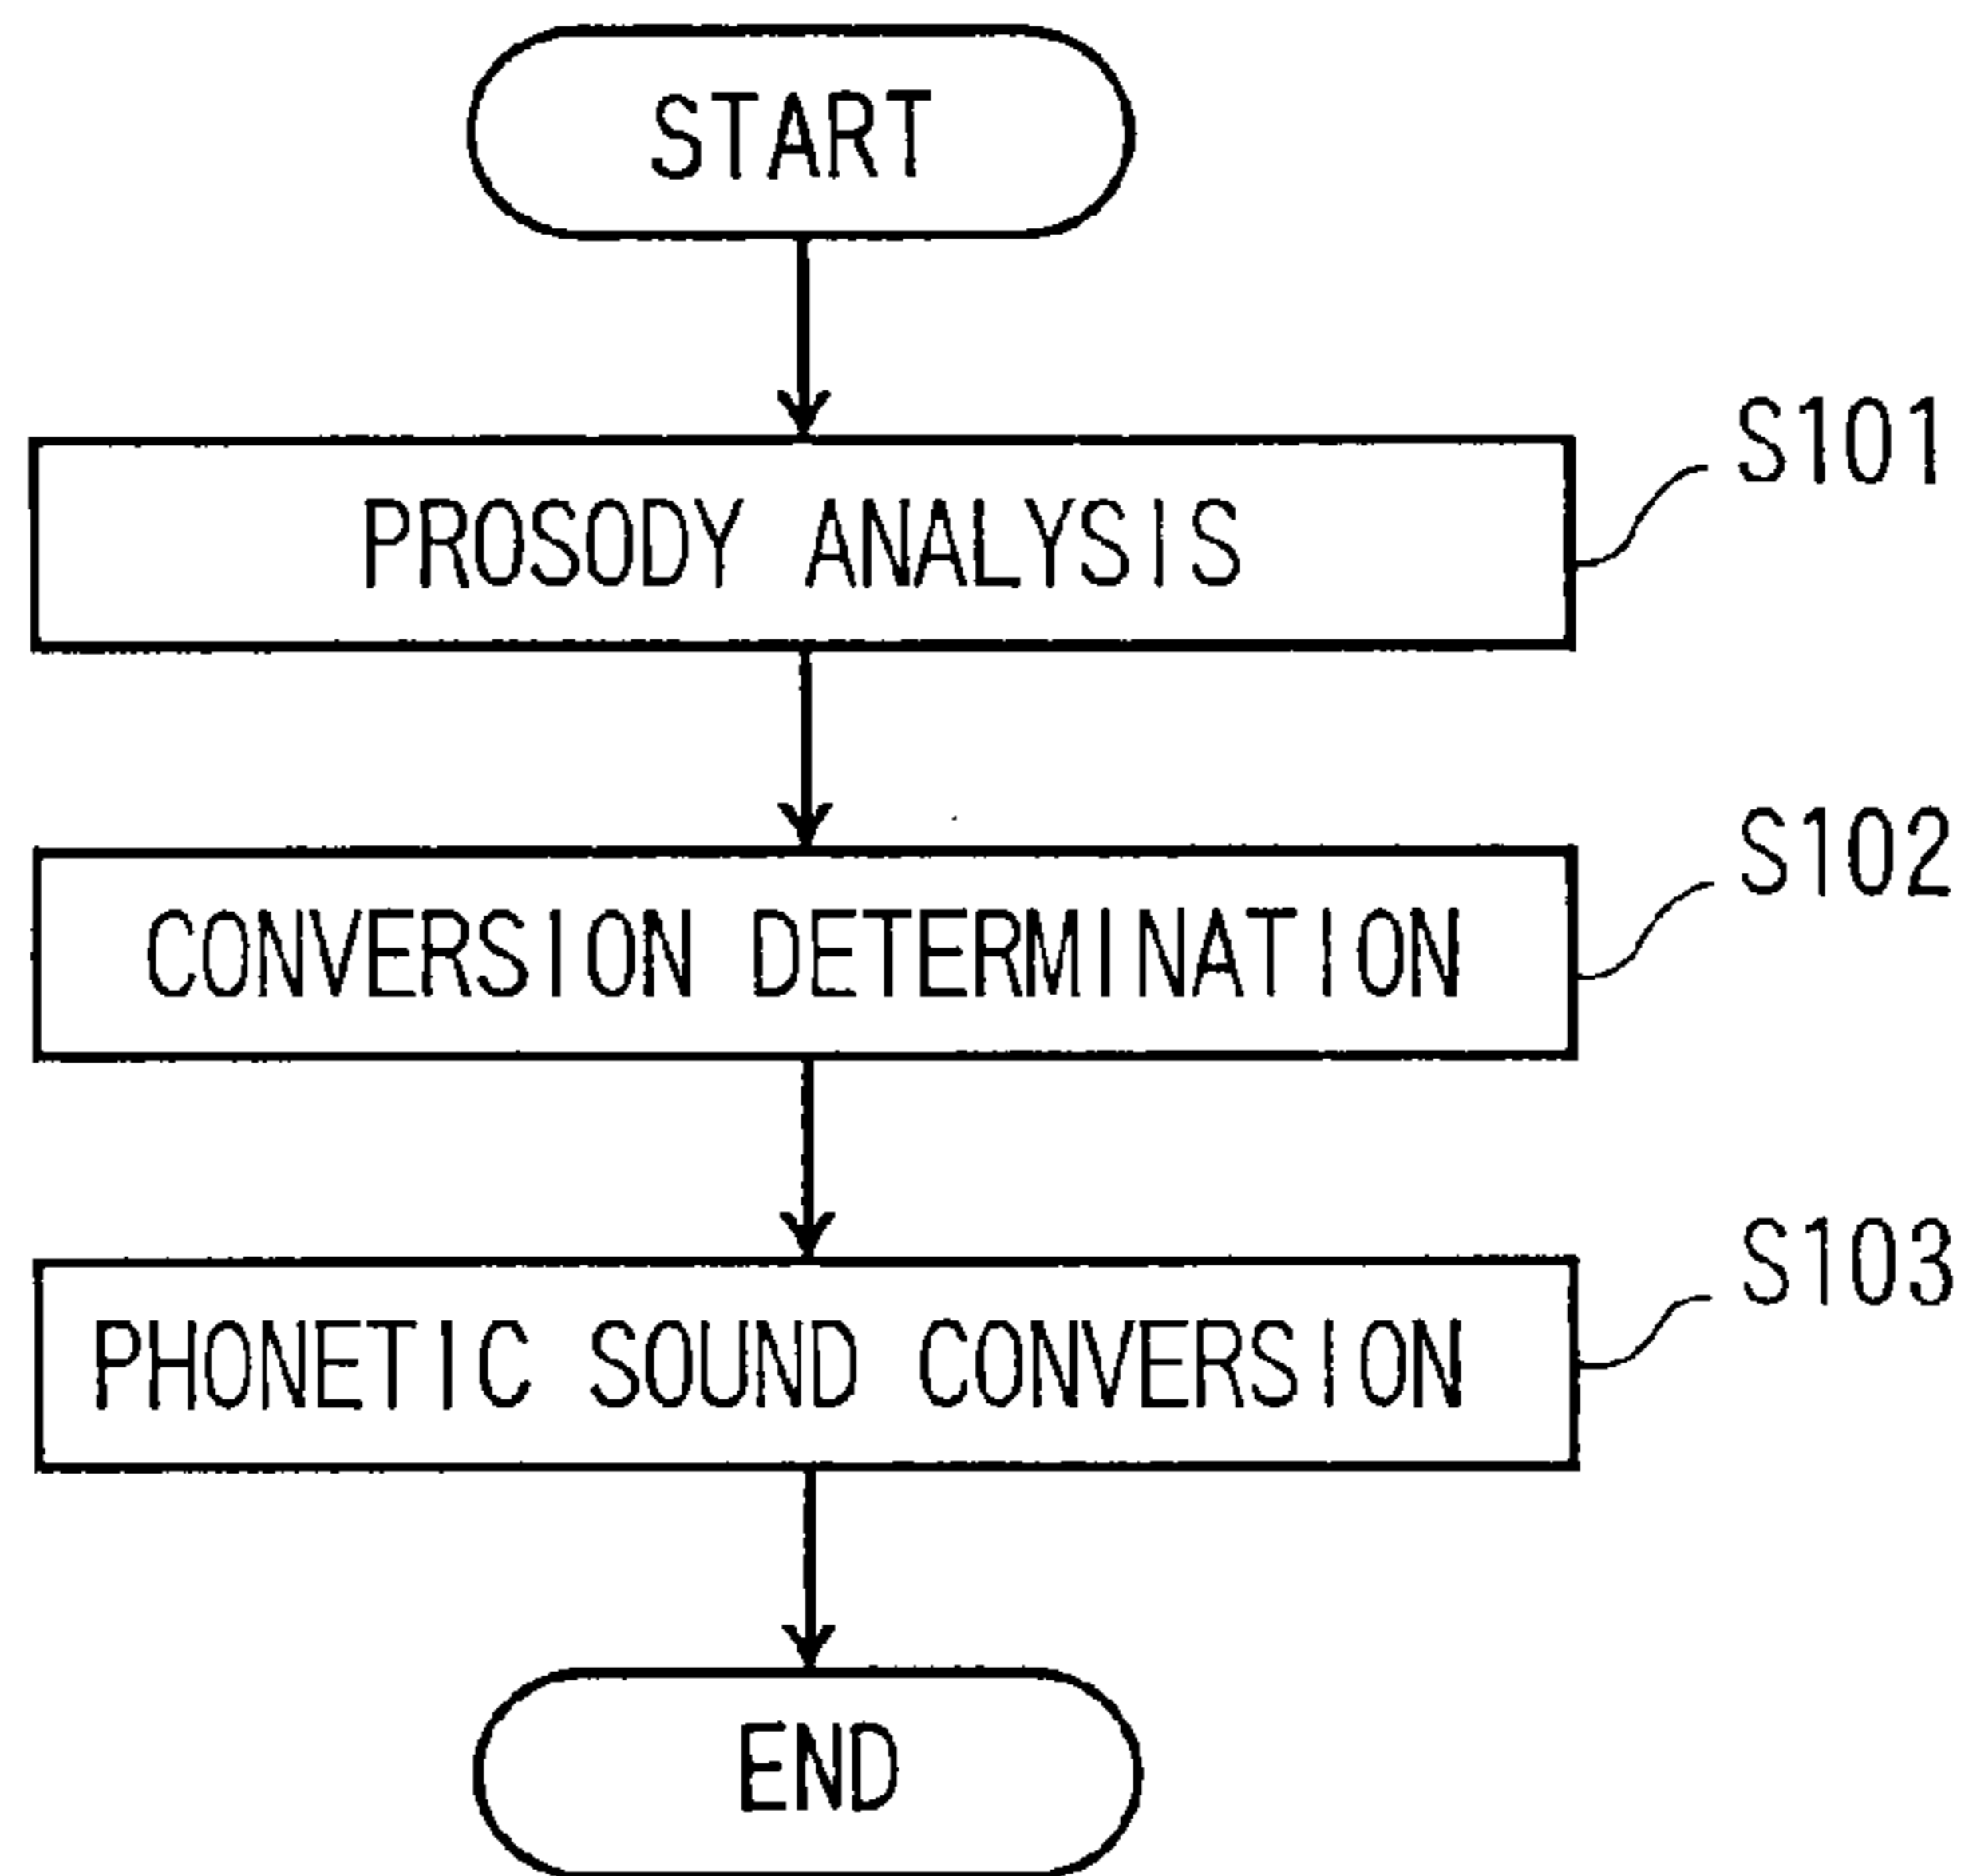 START
S101
PROSODY ANALYSIS
S102
CONVERSION DETERMINATION
S103
PHONETIC SOUND CONVERSION
END